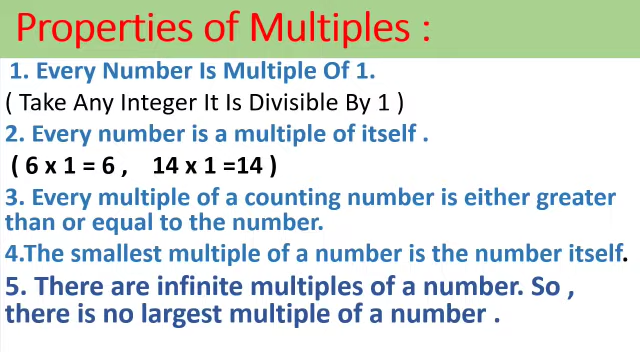 Properties of Multiples :
1. Every Number Is Multiple Of 1.
( Take Any Integer It Is Divisible By 1 )
2. Every number is a multiple of itself .
( 6 x 1 = 6 , 14 x 1 =14 )
3. Every multiple of a counting number is either greater
than or equal to the number.
4.The smallest multiple of a number is the number itself.
5. There are infinite multiples of a number. So ,
there is no largest multiple of a number .